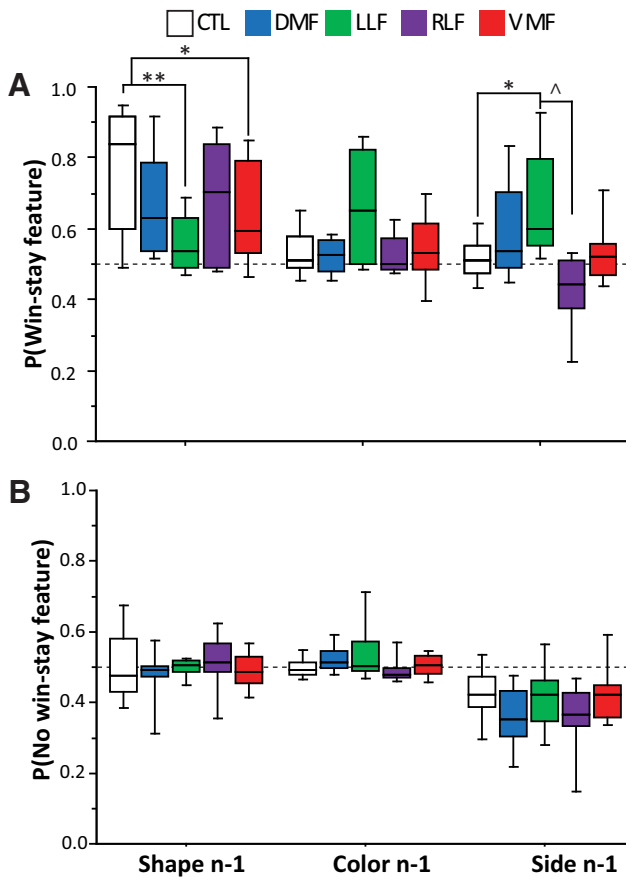 CTL DMF LLF RLF VMF
A
* ** * ^
1.0
0.8
0.6
0.4
0.2
0.0
P(Win-stay feature)
B
1.0
0.8
0.6
0.4
0.2
0.0
P(No win-stay feature)
Shape n-1 Color n-1 Side n-1